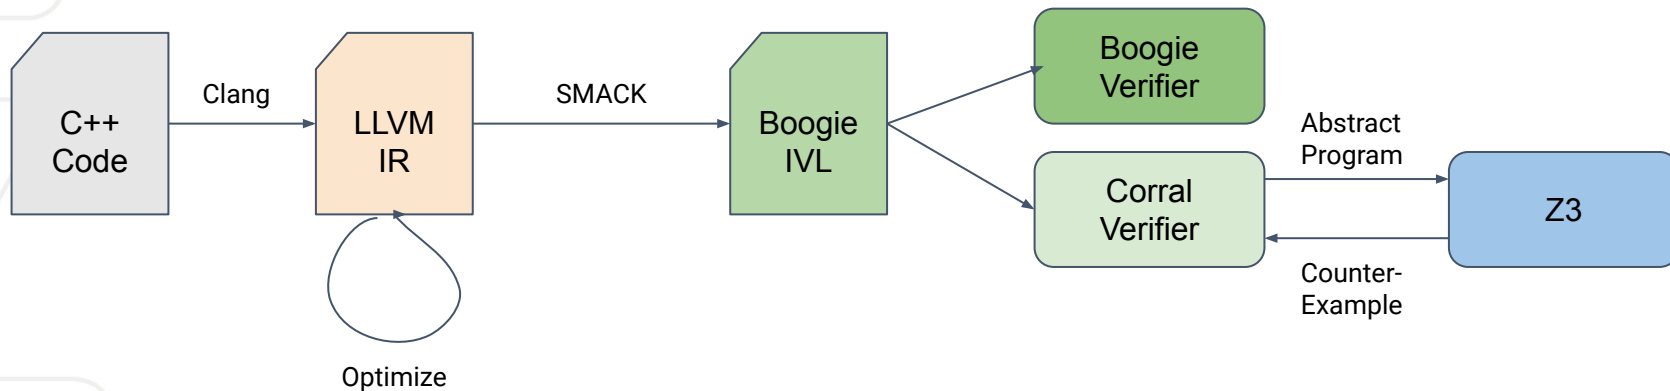 C++
Code
Clang
LLVM
IR
Optimize
SMACK
Boogie
IVL
Boogie
Verifier
Corral
Verifier
Abstract
Program
Counter-
Example
Z3